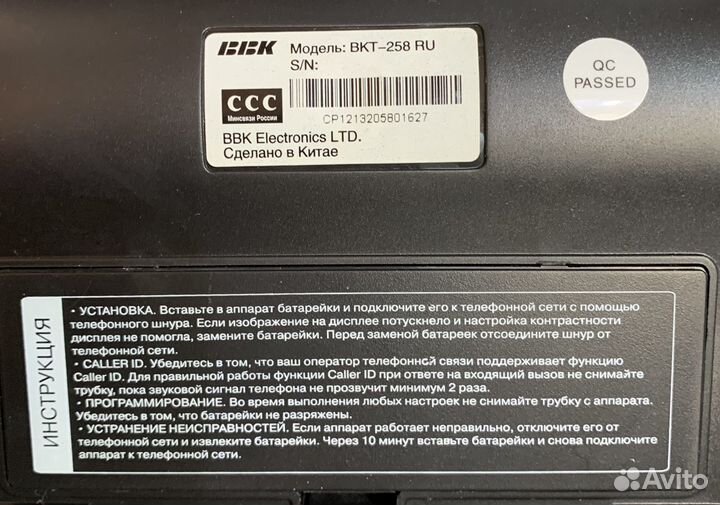 BBK Модель: BKT-258 RU
S/N:
CCC
Минсвязи России
CP1213205801627
BBK Electronics LTD.
Сделано в Китае
QC
PASSED
ИНСТРУКЦИЯ
• УСТАНОВКА. Вставьте в аппарат батарейки и подключите его к телефонной сети с помощью
телефонного шнура. Если изображение на дисплее потускнело и настройка контрастности
дисплея не помогла, замените батарейки. Перед заменой батареек отсоедините шнур от
телефонной сети.
• CALLER ID. Убедитесь в том, что ваш оператор телефонной связи поддерживает функцию
Caller ID. Для правильной работы функции Caller ID при ответе на входящий вызов не снимайте
трубку, пока звуковой сигнал телефона не прозвучит минимум 2 раза.
• ПРОГРАММИРОВАНИЕ. Во время выполнения любых настроек не снимайте трубку с аппарата.
Убедитесь в том, что батарейки не разряжены.
• УСТРАНЕНИЕ НЕИСПРАВНОСТЕЙ. Если аппарат работает неправильно, отключите его от
телефонной сети и извлеките батарейки. Через 10 минут вставьте батарейки и снова подключите
аппарат к телефонной сети.
Avito